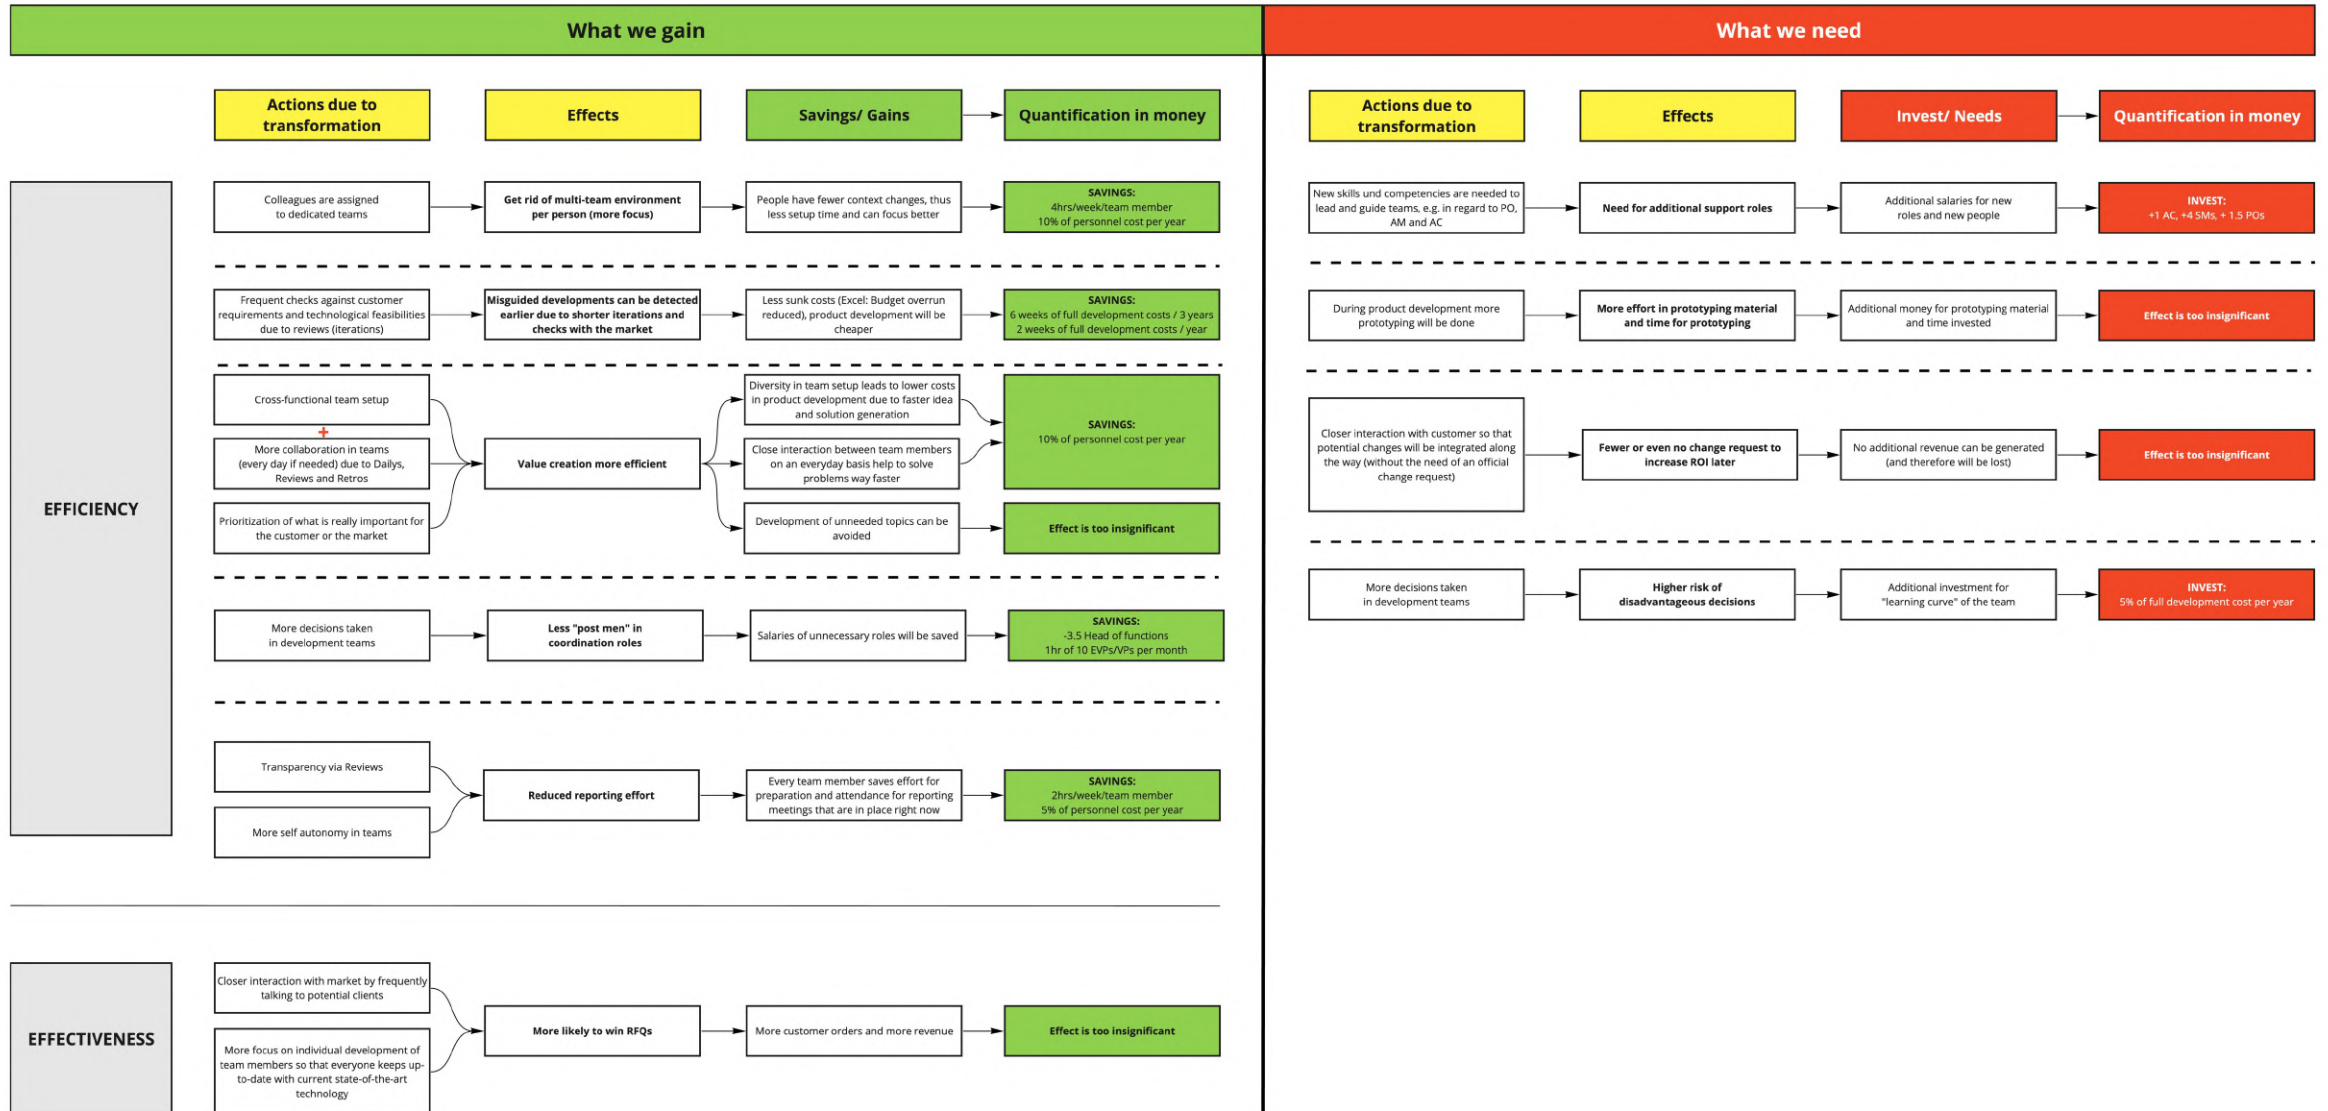 What we gain
What we need
Actions due to
transformation
Effects
Savings/ Gains
Quantification in money
Actions due to
transformation
Effects
Invest/ Needs
Quantification in money
EFFICIENCY
Colleagues are assigned
to dedicated teams
Get rid of multi-team environment
per person (more focus)
People have fewer context changes, thus
less setup time and can focus better
SAVINGS:
4hrs/week/team member
10% of personnel cost per year
Frequent checks against customer
requirements and technological feasibilities
due to reviews (iterations)
Misguided developments can be detected
earlier due to shorter iterations and
checks with the market
Less sunk costs (Excel: Budget overrun
reduced), product development will be
cheaper
SAVINGS:
6 weeks of full development costs / 3 years
2 weeks of full development costs / year
Cross-functional team setup
+
More collaboration in teams
(every day if needed) due to Dailys,
Reviews and Retros
Prioritization of what is really important for
the customer or the market
Value creation more efficient
Diversity in team setup leads to lower costs
in product development due to faster idea
and solution generation
Close interaction between team members
on an everyday basis help to solve
problems way faster
Development of unneeded topics can be
avoided
SAVINGS:
10% of personnel cost per year
Effect is too insignificant
More decisions taken
in development teams
Less "post men" in
coordination roles
Salaries of unnecessary roles will be saved
SAVINGS:
-3.5 Head of functions
1hr of 10 EVPs/VPs per month
Transparency via Reviews
More self autonomy in teams
Reduced reporting effort
Every team member saves effort for
preparation and attendance for reporting
meetings that are in place right now
SAVINGS:
2hrs/week/team member
5% of personnel cost per year
EFFECTIVENESS
Closer interaction with market by frequently
talking to potential clients
More focus on individual development of
team members so that everyone keeps up-
to-date with current state-of-the-art
technology
More likely to win RFQs
More customer orders and more revenue
Effect is too insignificant
New skills und competencies are needed to
lead and guide teams, e.g. in regard to PO,
AM and AC
Need for additional support roles
Additional salaries for new
roles and new people
INVEST:
+1 AC, +4 SMs, + 1.5 POs
During product development more
prototyping will be done
More effort in prototyping material
and time for prototyping
Additional money for prototyping material
and time invested
Effect is too insignificant
Closer interaction with customer so that
potential changes will be integrated along
the way (without the need of an official
change request)
Fewer or even no change request to
increase ROI later
No additional revenue can be generated
(and therefore will be lost)
Effect is too insignificant
More decisions taken
in development teams
Higher risk of
disadvantageous decisions
Additional investment for
"learning curve" of the team
INVEST:
5% of full development cost per year